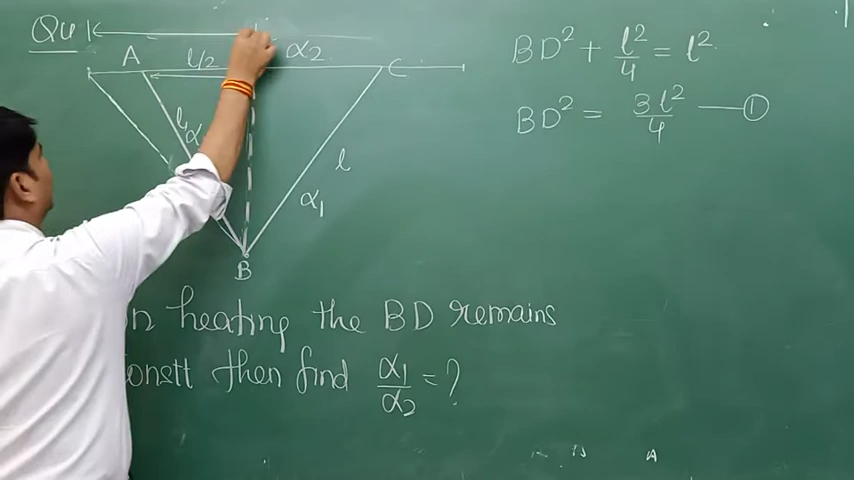 Qu
A l/2 α2 C
l α
l
α1
B
BD² + l²/4 = l²
BD² = 3l²/4 —— ①
n heating the BD remains
onstt then find α1/α2 = ?